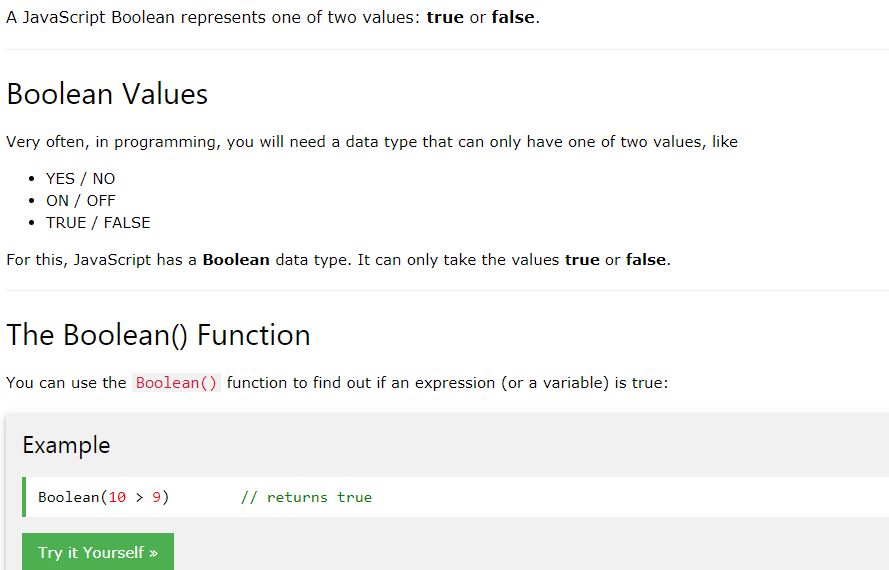 A JavaScript Boolean represents one of two values: true or false.
Boolean Values
Very often, in programming, you will need a data type that can only have one of two values, like
• YES / NO
• ON / OFF
• TRUE / FALSE
For this, JavaScript has a Boolean data type. It can only take the values true or false.
The Boolean() Function
You can use the Boolean() function to find out if an expression (or a variable) is true:
Example
Boolean(10 > 9)        // returns true
Try it Yourself »